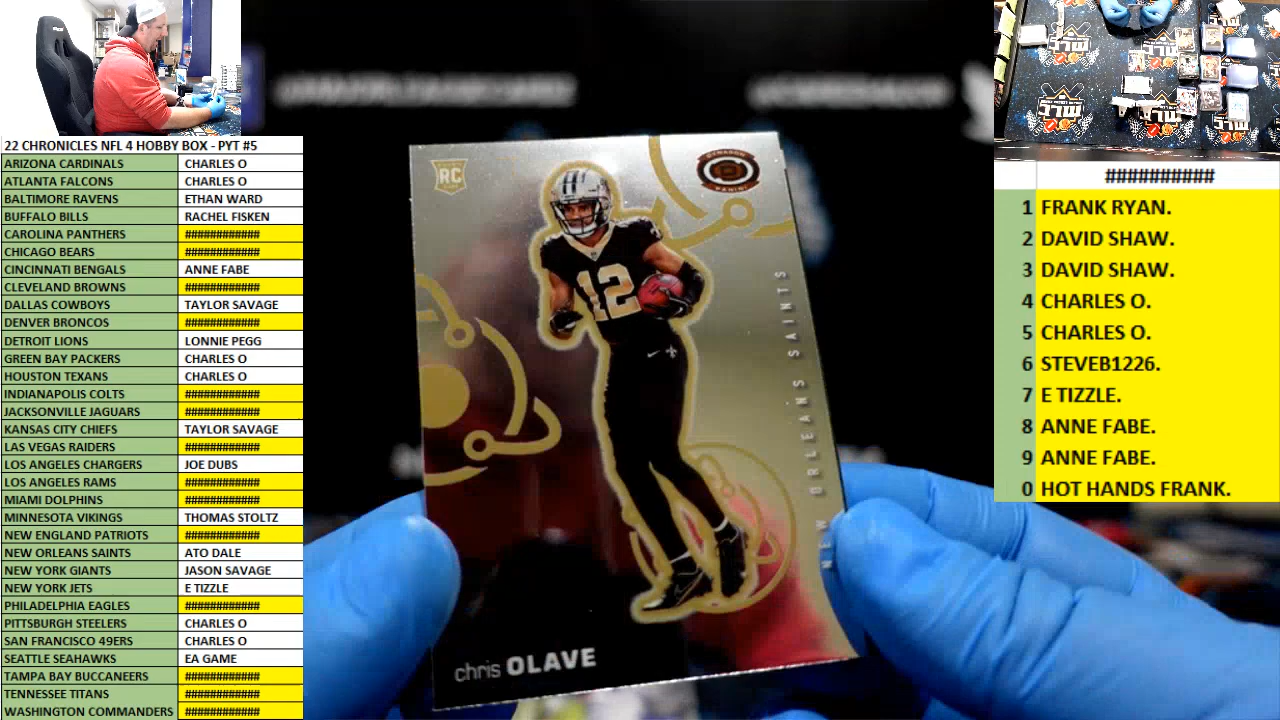 22 CHRONICLES NFL 4 HOBBY BOX - PYT #5
ARIZONA CARDINALS CHARLES O
ATLANTA FALCONS CHARLES O
BALTIMORE RAVENS ETHAN WARD
BUFFALO BILLS RACHEL FISKEN
CAROLINA PANTHERS ############
CHICAGO BEARS ############
CINCINNATI BENGALS ANNE FABE
CLEVELAND BROWNS ############
DALLAS COWBOYS TAYLOR SAVAGE
DENVER BRONCOS ############
DETROIT LIONS LONNIE PEGG
GREEN BAY PACKERS CHARLES O
HOUSTON TEXANS CHARLES O
INDIANAPOLIS COLTS ############
JACKSONVILLE JAGUARS ############
KANSAS CITY CHIEFS TAYLOR SAVAGE
LAS VEGAS RAIDERS ############
LOS ANGELES CHARGERS JOE DUBS
LOS ANGELES RAMS ############
MIAMI DOLPHINS ############
MINNESOTA VIKINGS THOMAS STOLTZ
NEW ENGLAND PATRIOTS ############
NEW ORLEANS SAINTS ATO DALE
NEW YORK GIANTS JASON SAVAGE
NEW YORK JETS E TIZZLE
PHILADELPHIA EAGLES ############
PITTSBURGH STEELERS CHARLES O
SAN FRANCISCO 49ERS CHARLES O
SEATTLE SEAHAWKS EA GAME
TAMPA BAY BUCCANEERS ############
TENNESSEE TITANS ############
WASHINGTON COMMANDERS ############
RC
DYNAGON
PANINI
12
NEW ORLEANS SAINTS
chris OLAVE
##########
1 FRANK RYAN.
2 DAVID SHAW.
3 DAVID SHAW.
4 CHARLES O.
5 CHARLES O.
6 STEVEB1226.
7 E TIZZLE.
8 ANNE FABE.
9 ANNE FABE.
0 HOT HANDS FRANK.